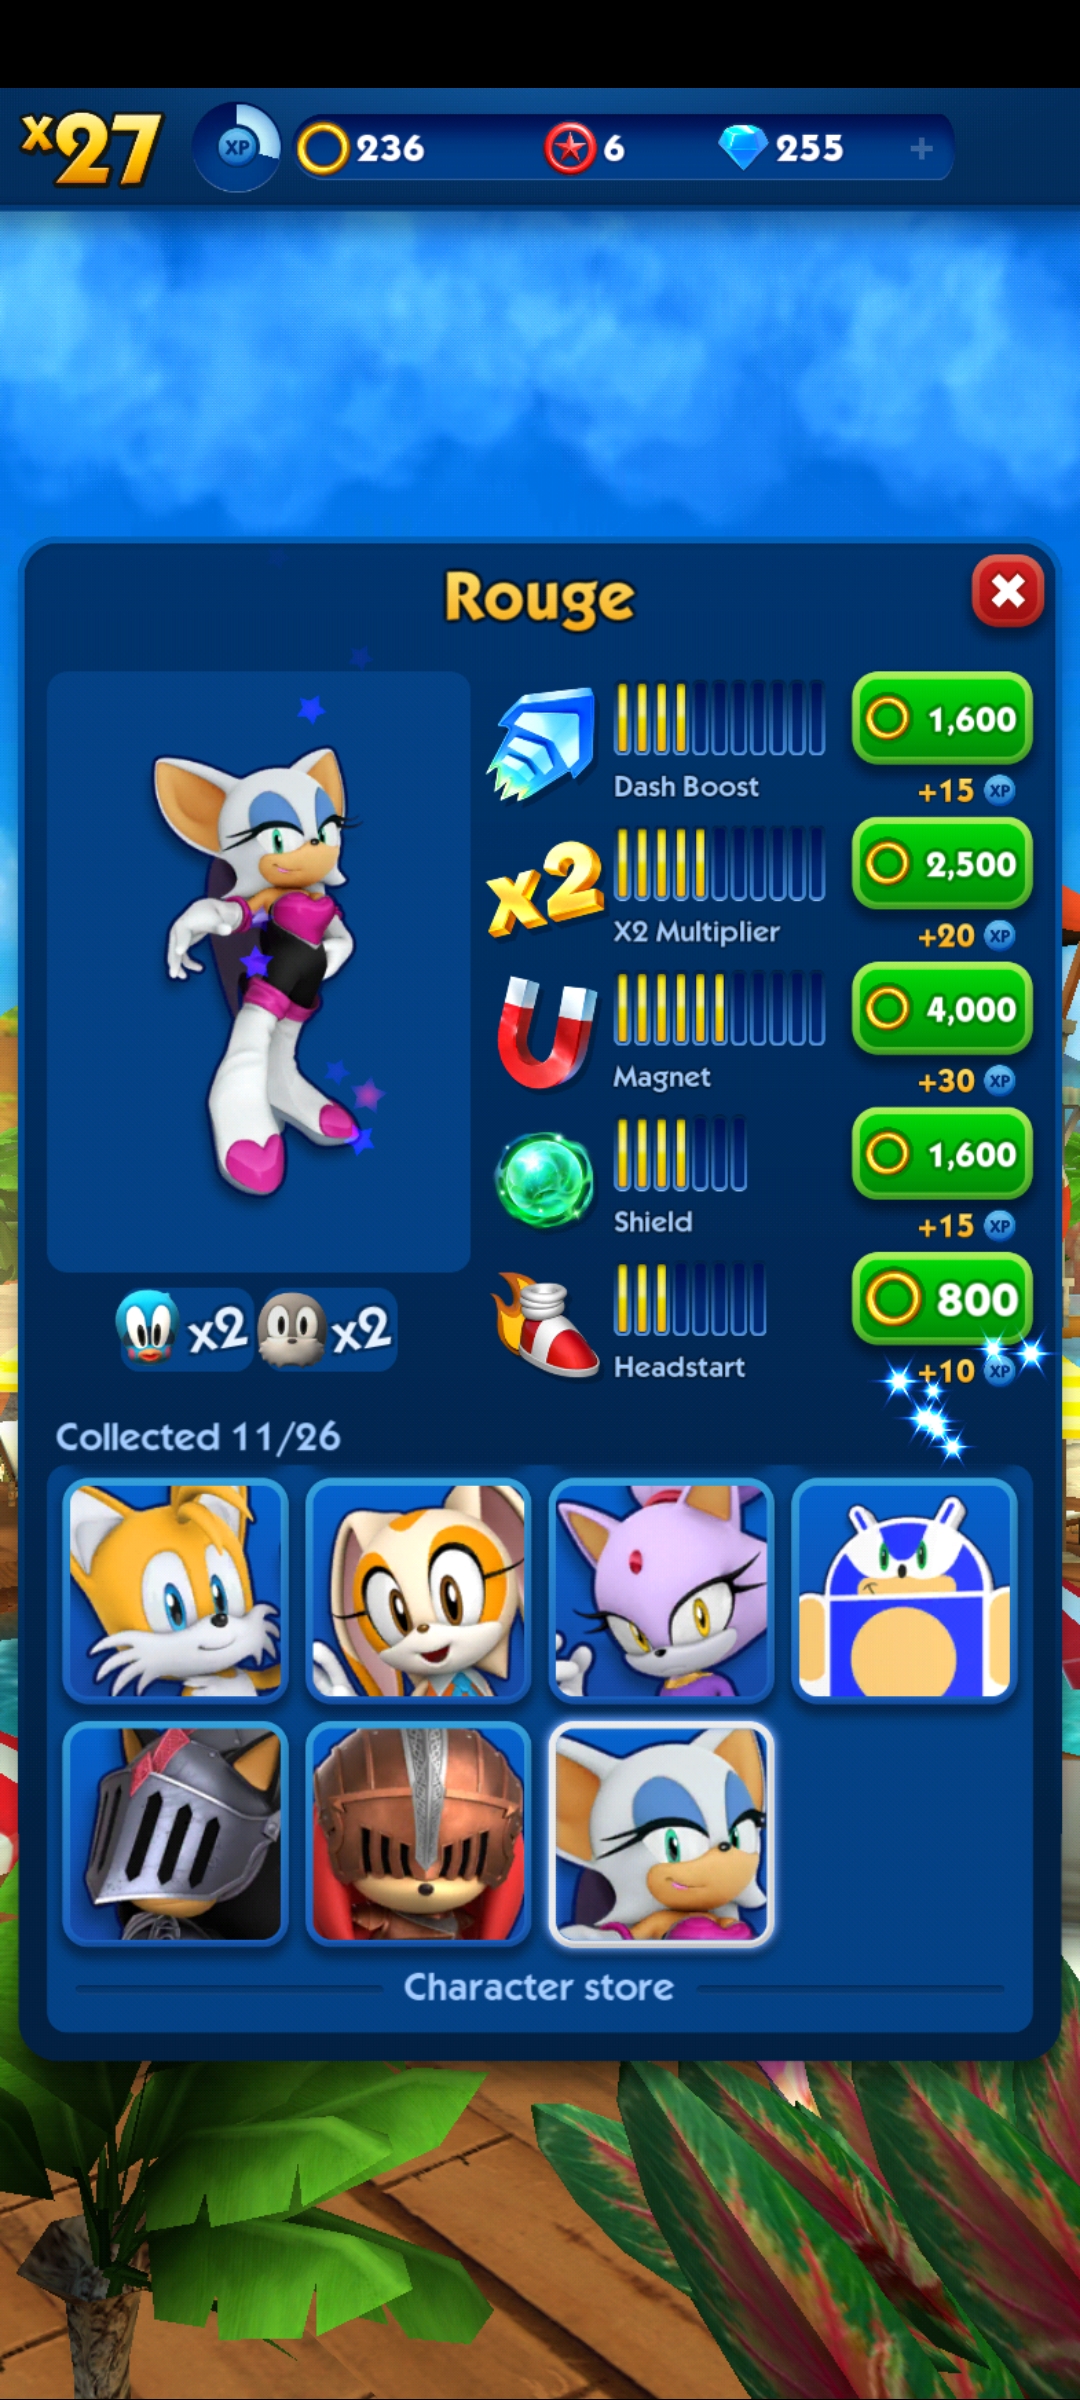 x27
XP
236
6
255
+
Rouge
1,600
Dash Boost
+15 XP
x2
2,500
X2 Multiplier
+20 XP
4,000
Magnet
+30 XP
1,600
Shield
+15 XP
800
Headstart
+10 XP
x2 x2
Collected 11/26
Character store